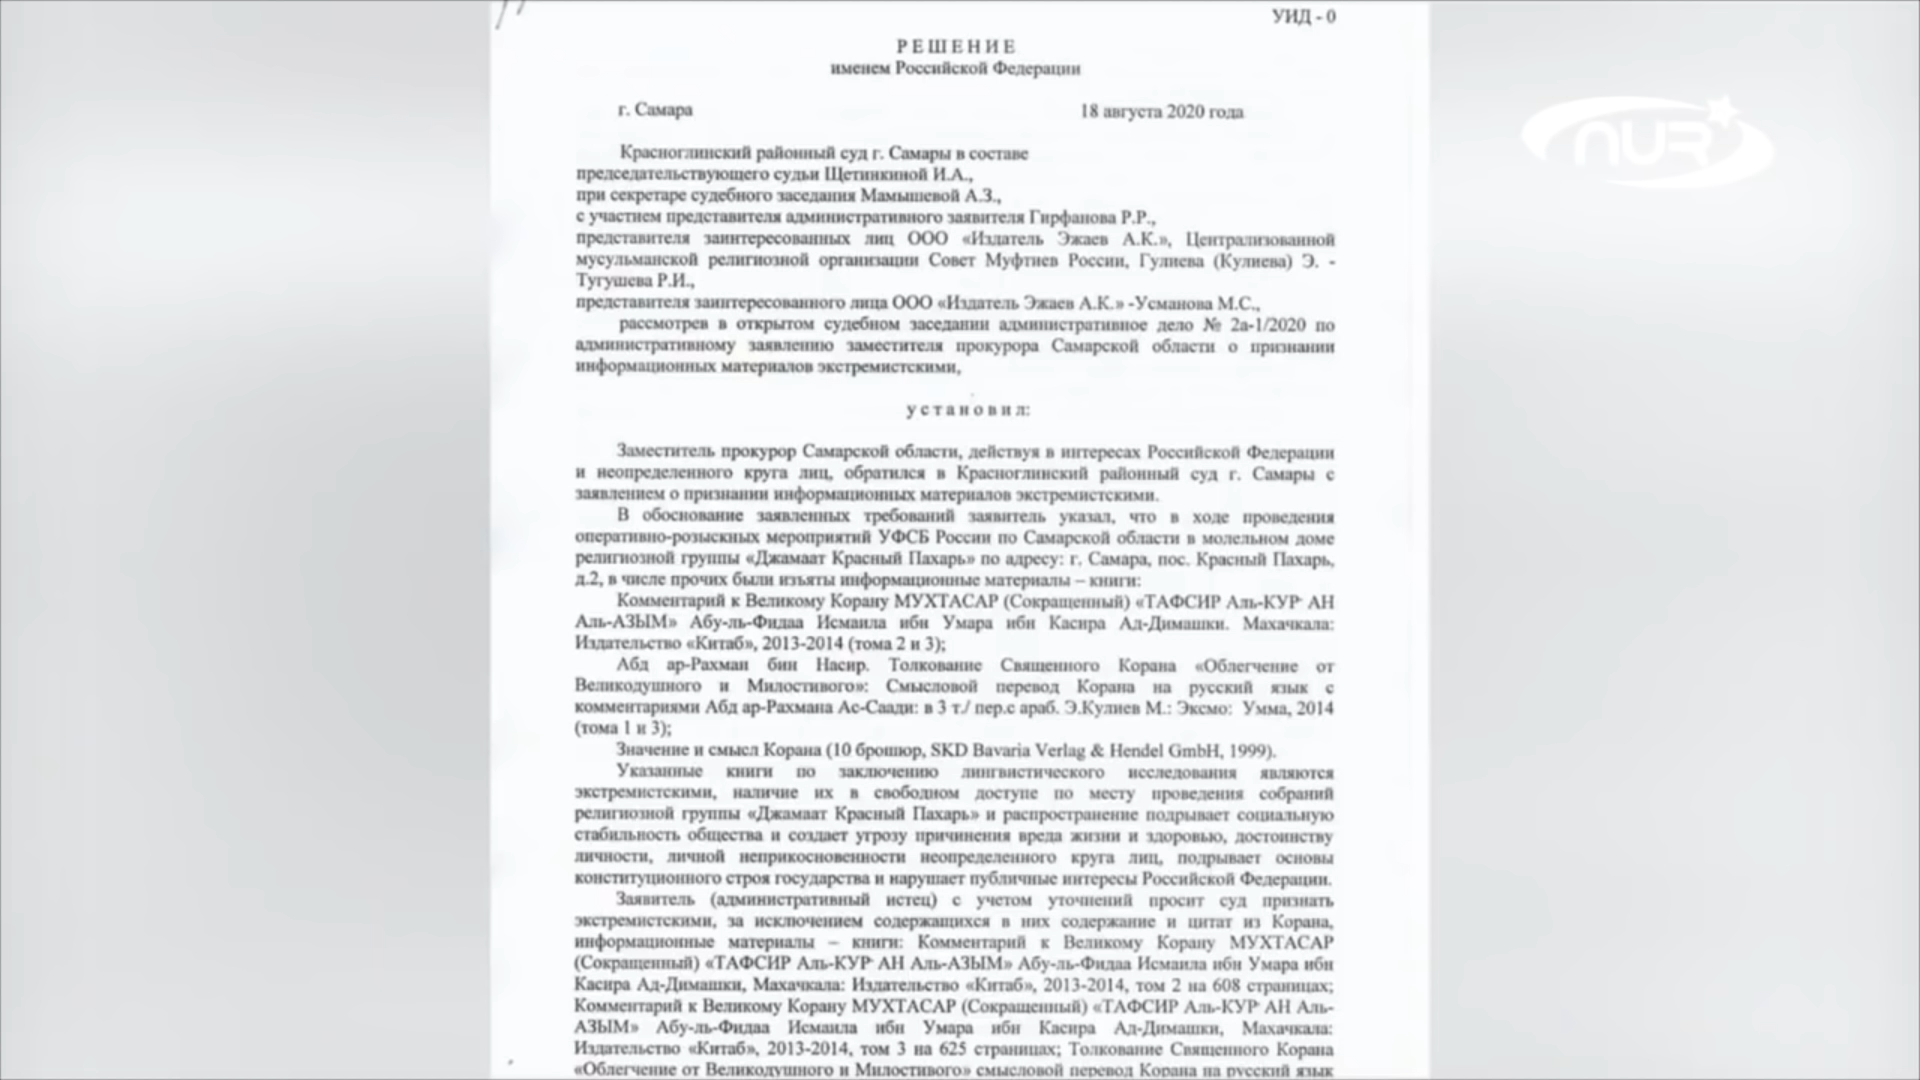 УИД - 0
Р Е Ш Е Н И Е
именем Российской Федерации
г. Самара 18 августа 2020 года
NUR
Красноглинский районный суд г. Самары в составе
председательствующего судьи Щетинкиной И.А.,
при секретаре судебного заседания Мамышевой А.З.,
с участием представителя административного заявителя Гирфанова Р.Р.,
представителя заинтересованных лиц ООО «Издатель Эжаев А.К.», Централизованной
мусульманской религиозной организации Совет Муфтиев России, Гулиева (Кулиева) Э. -
Тугушева Р.И.,
представителя заинтересованного лица ООО «Издатель Эжаев А.К.» -Усманова М.С.,
рассмотрев в открытом судебном заседании административное дело № 2а-1/2020 по
административному заявлению заместителя прокурора Самарской области о признании
информационных материалов экстремистскими,
у с т а н о в и л:
Заместитель прокурор Самарской области, действуя в интересах Российской Федерации
и неопределенного круга лиц, обратился в Красноглинский районный суд г. Самары с
заявлением о признании информационных материалов экстремистскими.
В обоснование заявленных требований заявитель указал, что в ходе проведения
оперативно-розыскных мероприятий УФСБ России по Самарской области в молельном доме
религиозной группы «Джамаат Красный Пахарь» по адресу: г. Самара, пос. Красный Пахарь,
д.2, в числе прочих были изъяты информационные материалы – книги:
Комментарий к Великому Корану МУХТАСАР (Сокращенный) «ТАФСИР Аль-КУР' АН
Аль-АЗЫМ» Абу-ль-Фидаа Исмаила ибн Умара ибн Касира Ад-Димашки. Махачкала:
Издательство «Китаб», 2013-2014 (тома 2 и 3);
Абд ар-Рахман бин Насир. Толкование Священного Корана «Облегчение от
Великодушного и Милостивого»: Смысловой перевод Корана на русский язык с
комментариями Абд ар-Рахмана Ас-Саади: в 3 т./ пер.с араб. Э.Кулиев М.: Эксмо: Умма, 2014
(тома 1 и 3);
Значение и смысл Корана (10 брошюр, SKD Bavaria Verlag & Hendel GmbH, 1999).
Указанные книги по заключению лингвистического исследования являются
экстремистскими, наличие их в свободном доступе по месту проведения собраний
религиозной группы «Джамаат Красный Пахарь» и распространение подрывает социальную
стабильность общества и создает угрозу причинения вреда жизни и здоровью, достоинству
личности, личной неприкосновенности неопределенного круга лиц, подрывает основы
конституционного строя государства и нарушает публичные интересы Российской Федерации.
Заявитель (административный истец) с учетом уточнений просит суд признать
экстремистскими, за исключением содержащихся в них содержание и цитат из Корана,
информационные материалы – книги: Комментарий к Великому Корану МУХТАСАР
(Сокращенный) «ТАФСИР Аль-КУР' АН Аль-АЗЫМ» Абу-ль-Фидаа Исмаила ибн Умара ибн
Касира Ад-Димашки, Махачкала: Издательство «Китаб», 2013-2014, том 2 на 608 страницах;
Комментарий к Великому Корану МУХТАСАР (Сокращенный) «ТАФСИР Аль-КУР' АН Аль-
АЗЫМ» Абу-ль-Фидаа Исмаила ибн Умара ибн Касира Ад-Димашки, Махачкала:
Издательство «Китаб», 2013-2014, том 3 на 625 страницах; Толкование Священного Корана
«Облегчение от Великодушного и Милостивого» смысловой перевод Корана на русский язык